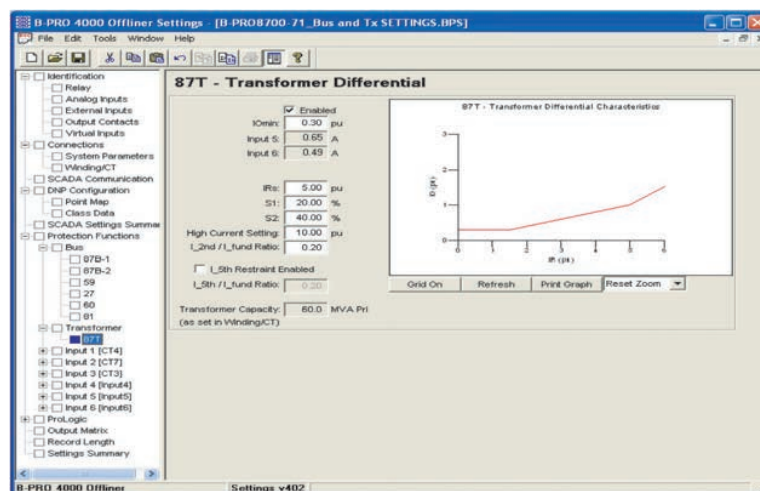 B-PRO 4000 Offliner Settings - [B-PRO8700-71_Bus and Tx SETTINGS.BPS]
File Edit Tools Window Help
Identification
Relay
Analog Inputs
External Inputs
Output Contacts
Virtual Inputs
Connections
System Parameters
Winding/CT
SCADA Communication
DNP Configuration
Point Map
Class Data
SCADA Settings Summar
Protection Functions
Bus
87B-1
87B-2
59
27
60
81
Transformer
87T
Input 1 [CT4]
Input 2 [CT7]
Input 3 [CT3]
Input 4 [Input4]
Input 5 [Input5]
Input 6 [Input6]
ProLogic
Output Matrix
Record Length
Settings Summary
87T - Transformer Differential
Enabled
IOmin: 0.30 pu
Input 5: 0.65 A
Input 6: 0.49 A
IRs: 5.00 pu
S1: 20.00 %
S2: 40.00 %
High Current Setting: 10.00 pu
I_2nd / I_fund Ratio: 0.20
I_5th Restraint Enabled
I_5th / I_fund Ratio: 0.20
Transformer Capacity: 60.0 MVA Pri
(as set in Winding/CT)
87T - Transformer Differential Characteristics
3
2
1
0
IO (pu)
0 1 2 3 4 5 6
IR (pu)
Grid On Refresh Print Graph Reset Zoom
B-PRO 4000 Offliner Settings v402